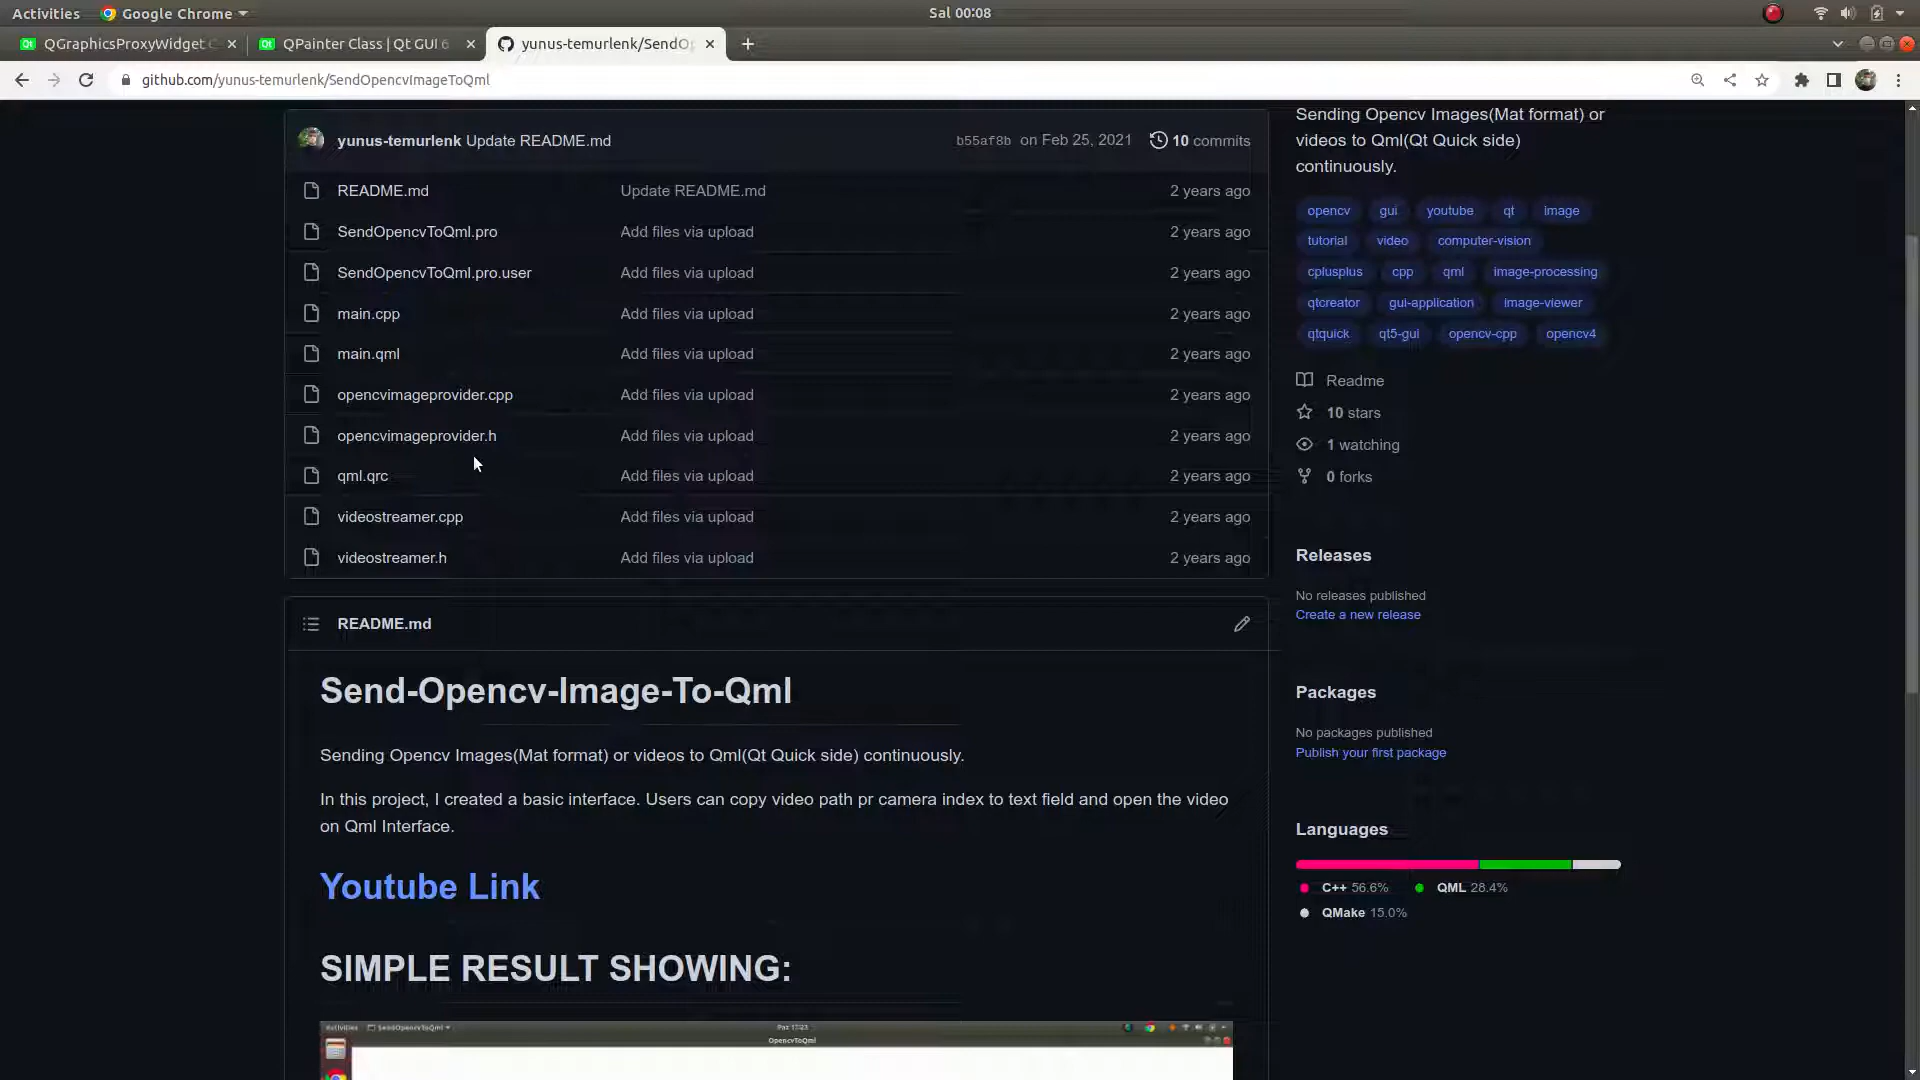 Activities Google Chrome Sal 00:08
QGraphicsProxyWidget QPainter Class | Qt GUI 6 yunus-temurlenk/SendOp
github.com/yunus-temurlenk/SendOpencvImageToQml
yunus-temurlenk Update README.md b55af8b on Feb 25, 2021 10 commits
README.md Update README.md 2 years ago
SendOpencvToQml.pro Add files via upload 2 years ago
SendOpencvToQml.pro.user Add files via upload 2 years ago
main.cpp Add files via upload 2 years ago
main.qml Add files via upload 2 years ago
opencvimageprovider.cpp Add files via upload 2 years ago
opencvimageprovider.h Add files via upload 2 years ago
qml.qrc Add files via upload 2 years ago
videostreamer.cpp Add files via upload 2 years ago
videostreamer.h Add files via upload 2 years ago
README.md
Send-Opencv-Image-To-Qml
Sending Opencv Images(Mat format) or videos to Qml(Qt Quick side) continuously.
In this project, I created a basic interface. Users can copy video path pr camera index to text field and open the video
on Qml Interface.
Youtube Link
SIMPLE RESULT SHOWING:
Activities SendOpencvToQml Paz 17:23
OpencvToQml
Sending Opencv Images(Mat format) or
videos to Qml(Qt Quick side)
continuously.
opencv gui youtube qt image
tutorial video computer-vision
cplusplus cpp qml image-processing
qtcreator gui-application image-viewer
qtquick qt5-gui opencv-cpp opencv4
Readme
10 stars
1 watching
0 forks
Releases
No releases published
Create a new release
Packages
No packages published
Publish your first package
Languages
C++ 56.6% QML 28.4%
QMake 15.0%